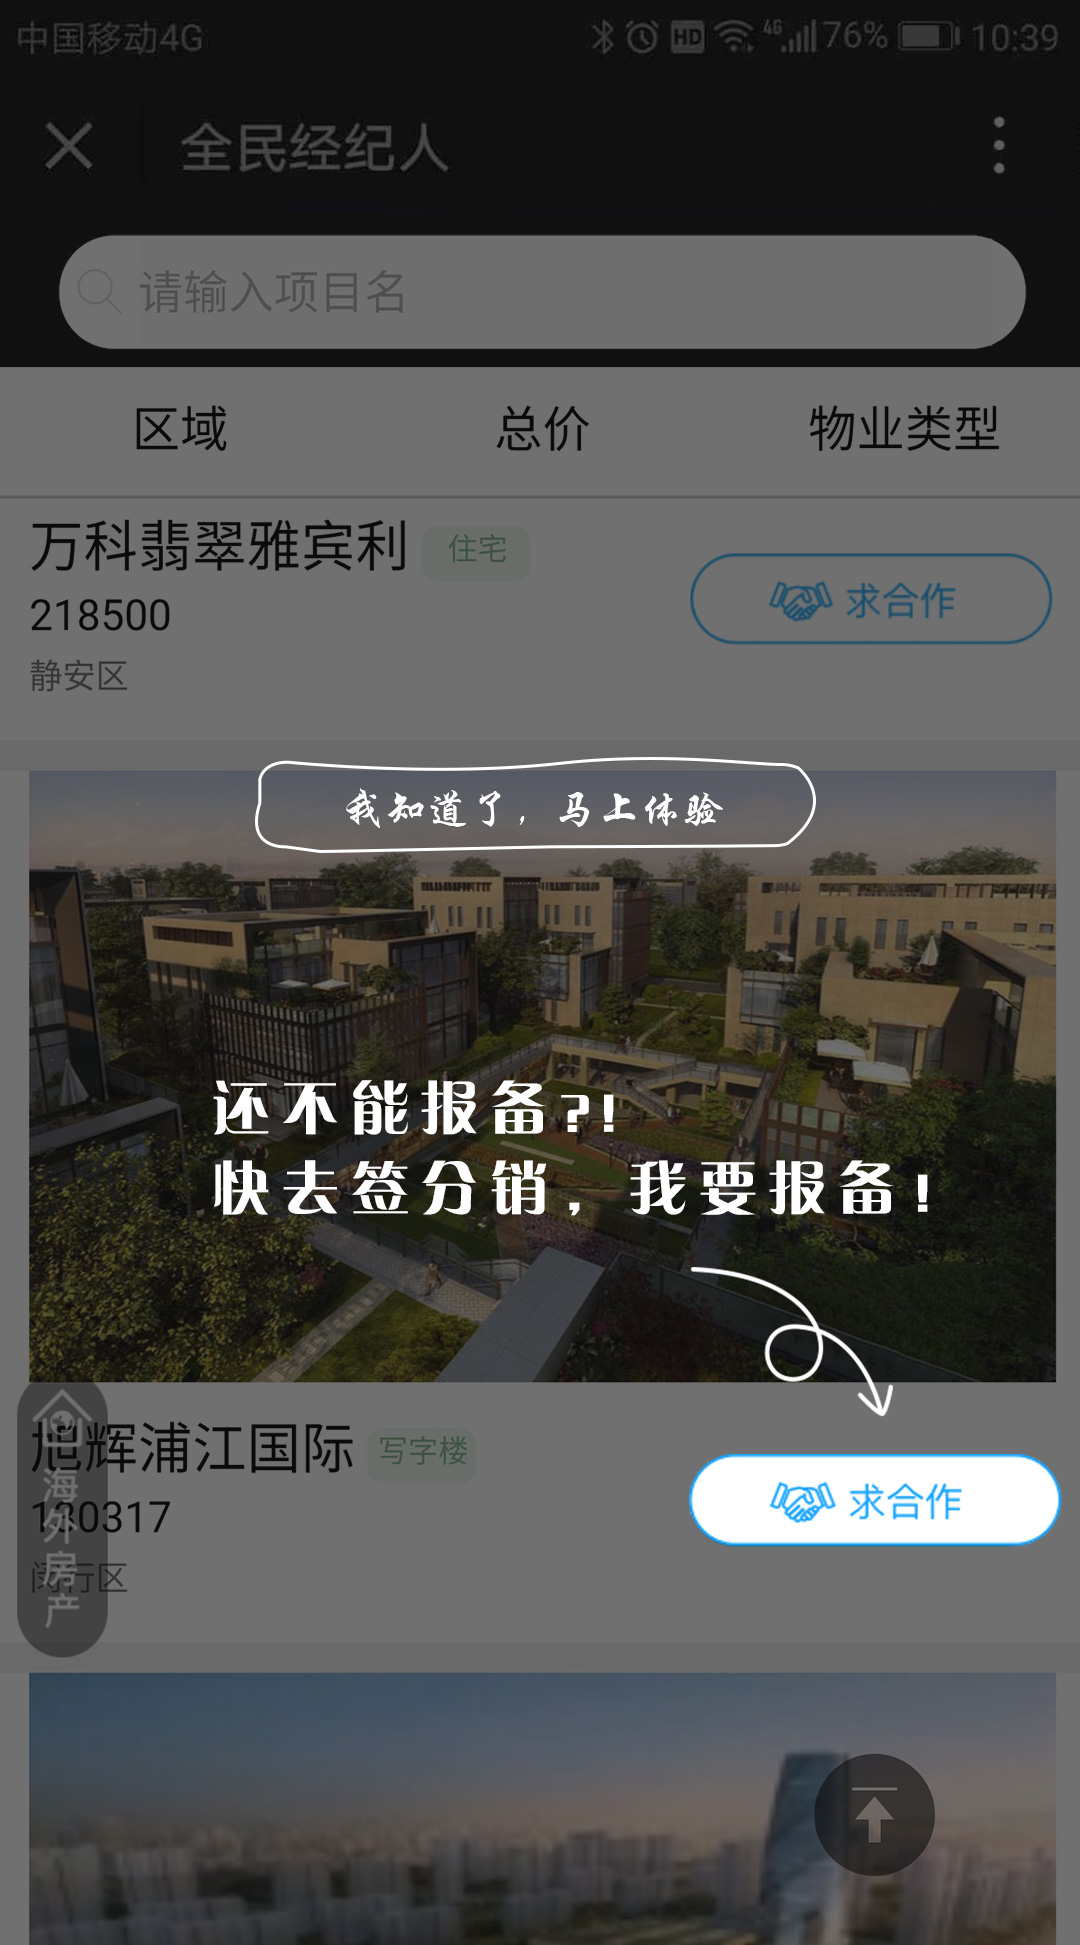 中国移动4G
HD 4G 76% 10:39
全民经纪人
请输入项目名
区域 总价 物业类型
万科翡翠雅宾利 住宅
218500
求合作
静安区
我知道了，马上体验
还不能报备?!
快去签分销，我要报备!
旭辉浦江国际 写字楼
130317
求合作
闵行区
海外房产